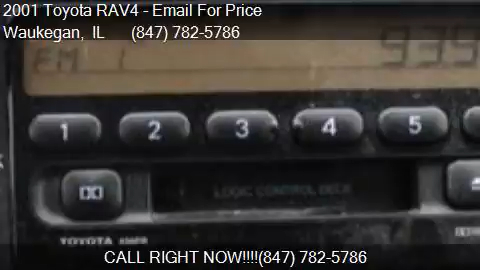 2001 Toyota RAV4 - Email For Price
Waukegan, IL (847) 782-5786
939
1 2 3 4 5
LOGIC CONTROL DECK
TOYOTA
CALL RIGHT NOW!!!!(847) 782-5786